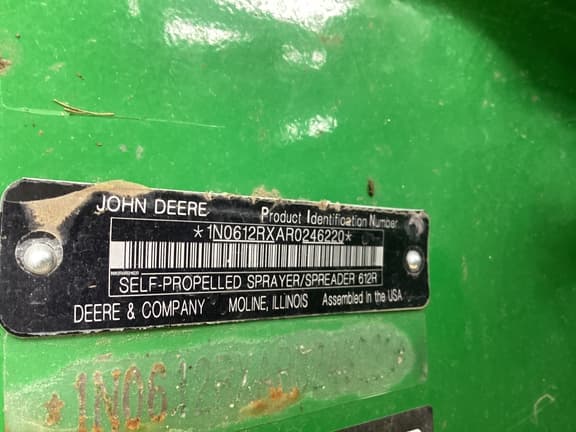 JOHN DEERE
Product Identification Number
*1N0612RXAR0246220*
SELF-PROPELLED SPRAYER/SPREADER 612R
DEERE & COMPANY MOLINE, ILLINOIS Assembled in the USA
*1N0612